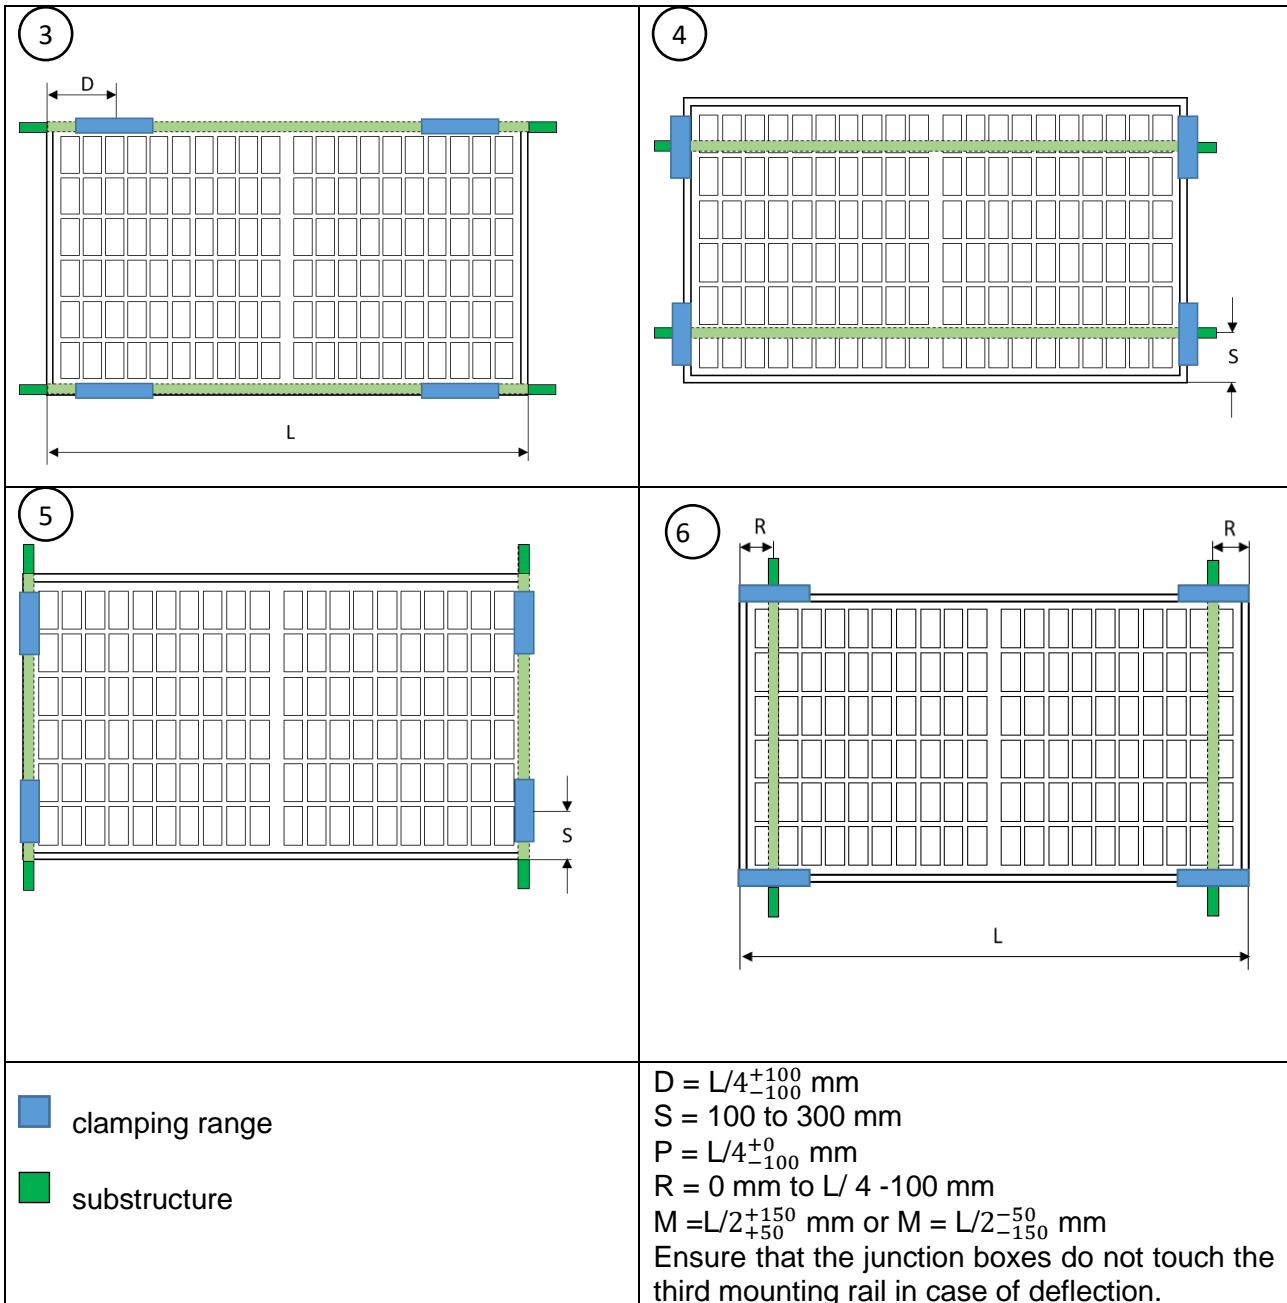 3
D
L
4
S
5
S
6
R
R
L
clamping range
substructure
D = L/4 +100 -100 mm
S = 100 to 300 mm
P = L/4 +0 -100 mm
R = 0 mm to L/ 4 -100 mm
M =L/2 +150 +50 mm or M = L/2 -50 -150 mm
Ensure that the junction boxes do not touch the
third mounting rail in case of deflection.